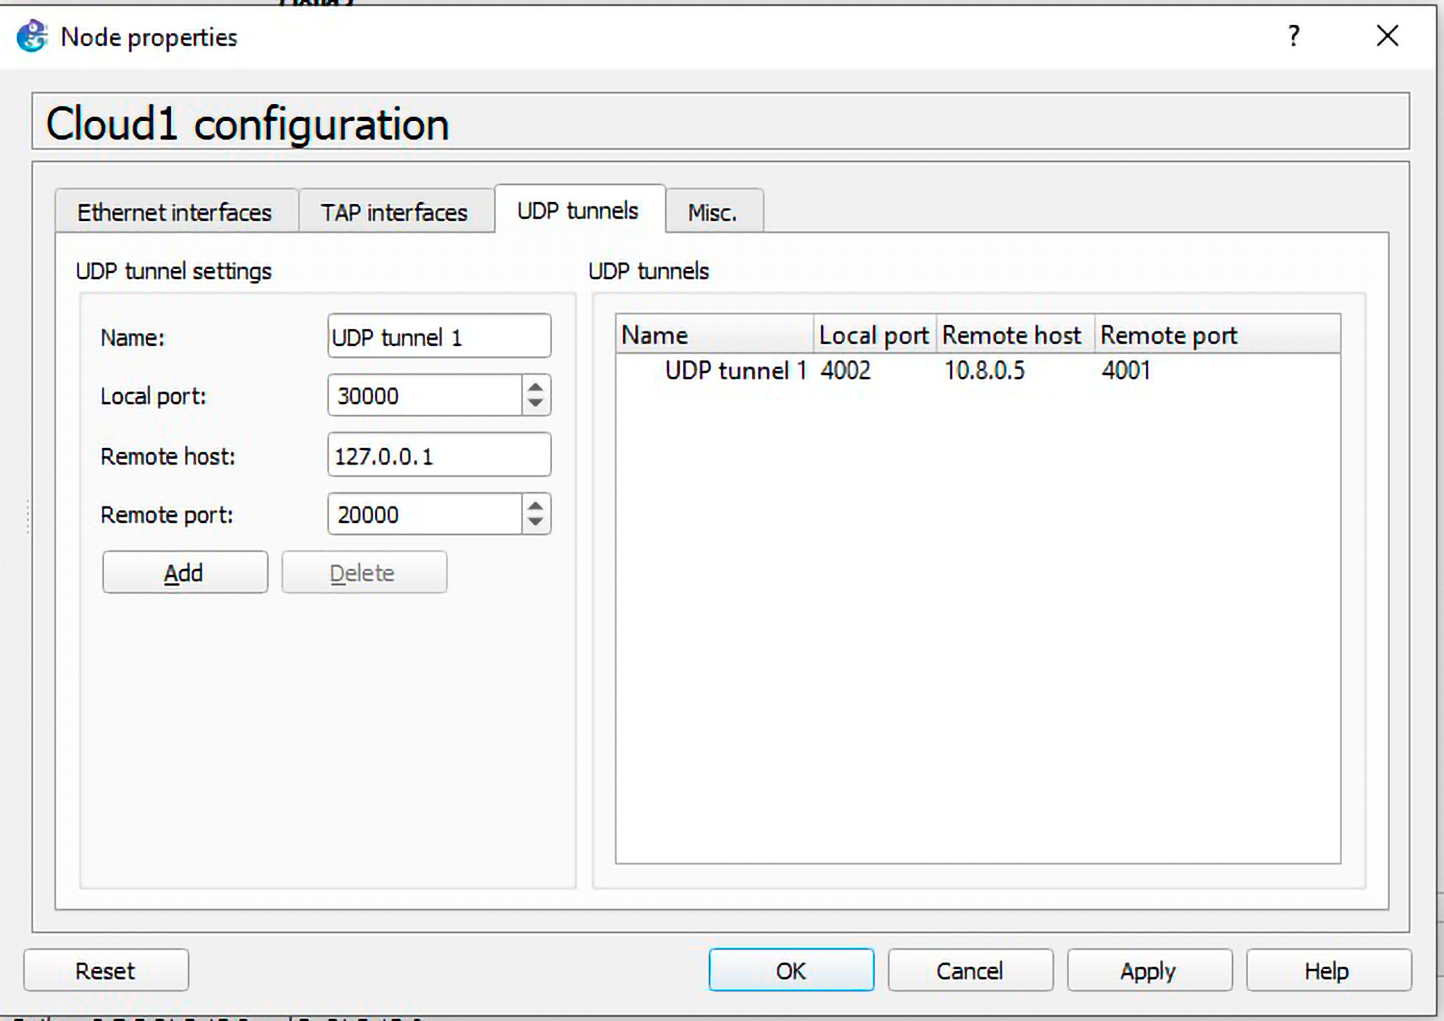 Node properties
?
Cloud1 configuration
Ethernet interfaces TAP interfaces UDP tunnels Misc.
UDP tunnel settings
Name: UDP tunnel 1
Local port: 30000
Remote host: 127.0.0.1
Remote port: 20000
Add Delete
UDP tunnels
Name Local port Remote host Remote port
UDP tunnel 1 4002 10.8.0.5 4001
Reset OK Cancel Apply Help